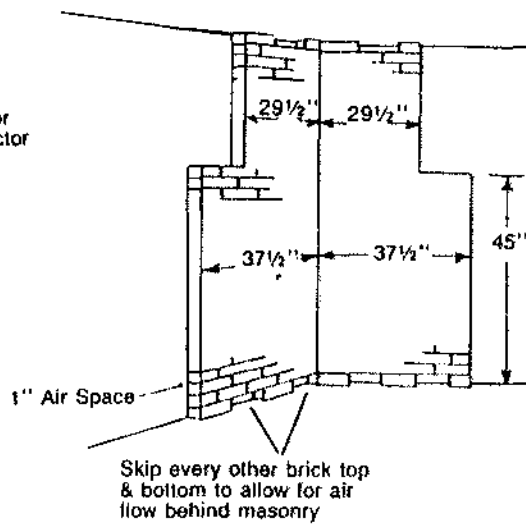 29½" 29½"
37½" 37½"
45"
1" Air Space
Skip every other brick top
& bottom to allow for air
flow behind masonry